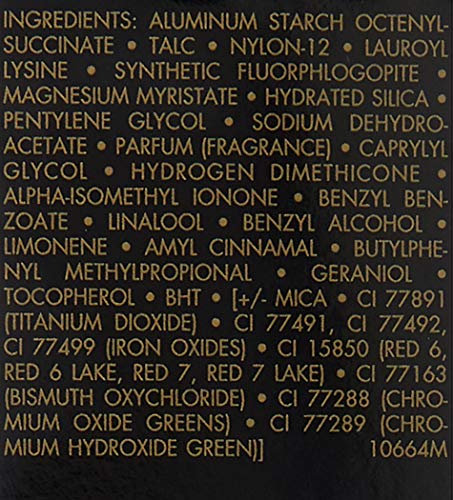 INGREDIENTS: ALUMINUM STARCH OCTENYL-
SUCCINATE • TALC • NYLON-12 • LAUROYL
LYSINE • SYNTHETIC FLUORPHLOGOPITE •
MAGNESIUM MYRISTATE • HYDRATED SILICA •
PENTYLENE GLYCOL • SODIUM DEHYDRO-
ACETATE • PARFUM (FRAGRANCE) • CAPRYLYL
GLYCOL • HYDROGEN DIMETHICONE •
ALPHA-ISOMETHYL IONONE • BENZYL BEN-
ZOATE • LINALOOL • BENZYL ALCOHOL •
LIMONENE • AMYL CINNAMAL • BUTYLPHE-
NYL METHYLPROPIONAL • GERANIOL •
TOCOPHEROL • BHT • [+/- MICA • CI 77891
(TITANIUM DIOXIDE) • CI 77491, CI 77492,
CI 77499 (IRON OXIDES) • CI 15850 (RED 6,
RED 6 LAKE, RED 7, RED 7 LAKE) • CI 77163
(BISMUTH OXYCHLORIDE) • CI 77288 (CHRO-
MIUM OXIDE GREENS) • CI 77289 (CHRO-
MIUM HYDROXIDE GREEN)] 10664M